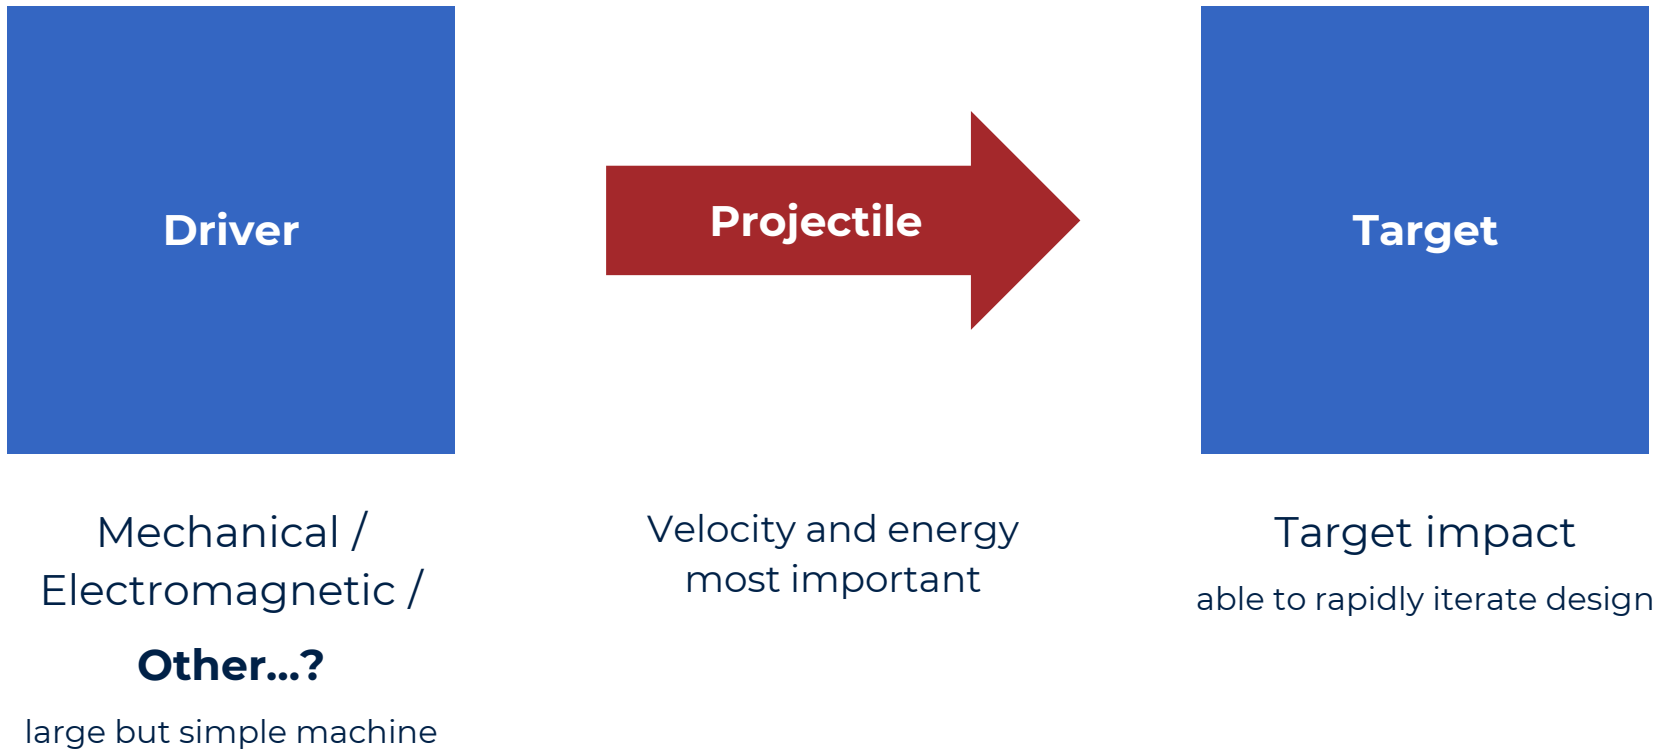 Driver
Projectile
Target
Mechanical /
Electromagnetic /
Other...?
large but simple machine
Velocity and energy
most important
Target impact
able to rapidly iterate design